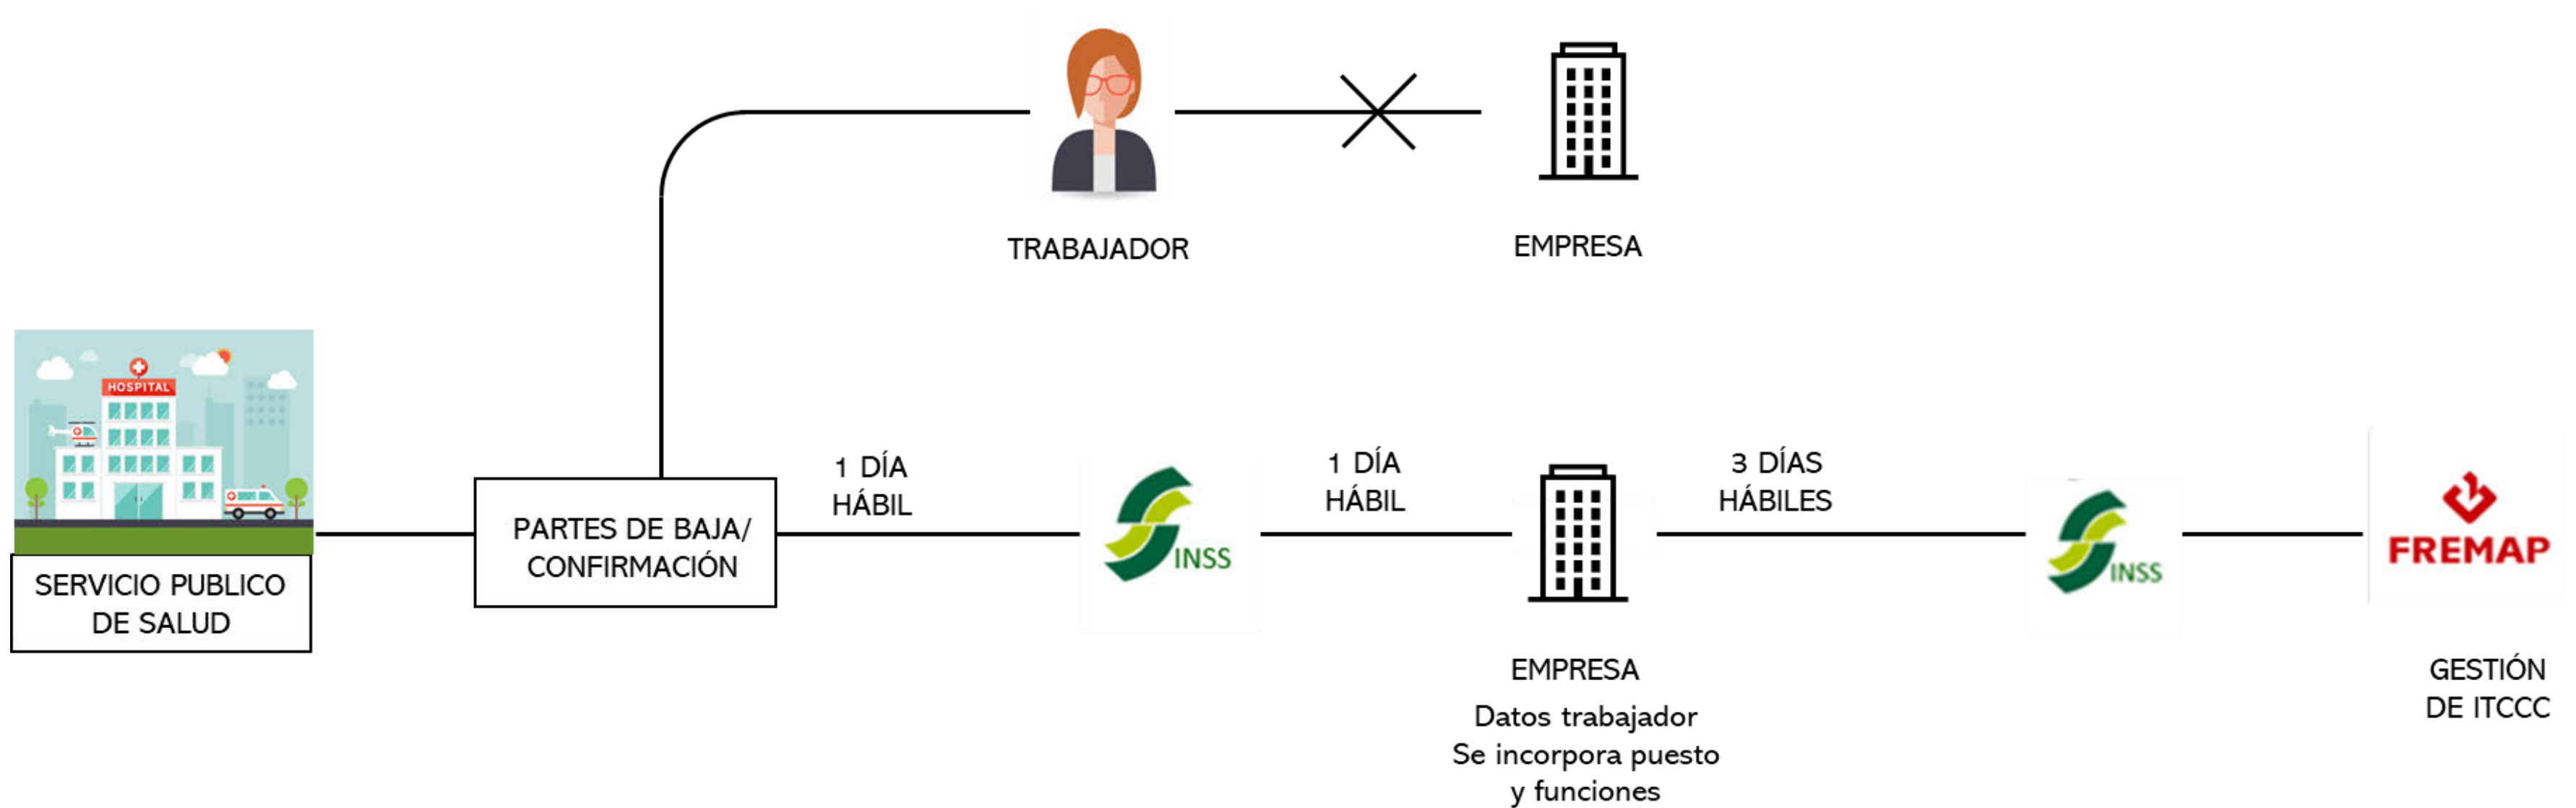 TRABAJADOR
EMPRESA
HOSPITAL
SERVICIO PUBLICO
DE SALUD
PARTES DE BAJA/
CONFIRMACIÓN
1 DÍA
HÁBIL
INSS
1 DÍA
HÁBIL
EMPRESA
Datos trabajador
Se incorpora puesto
y funciones
3 DÍAS
HÁBILES
INSS
FREMAP
GESTIÓN
DE ITCCC